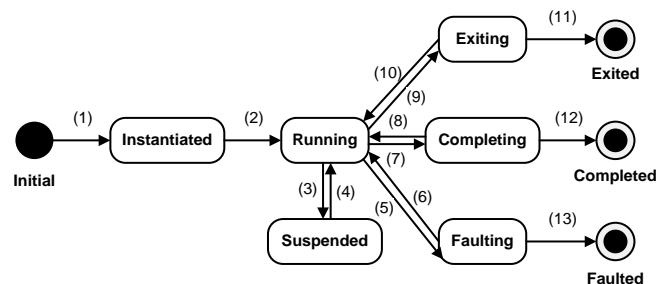 (11)
Exiting
Exited
(10)
(9)
(1)
(2)
(8)
(12)
Instantiated
Running
Completing
(7)
Initial
Completed
(3)
(4)
(6)
(5)
(13)
Suspended
Faulting
Faulted